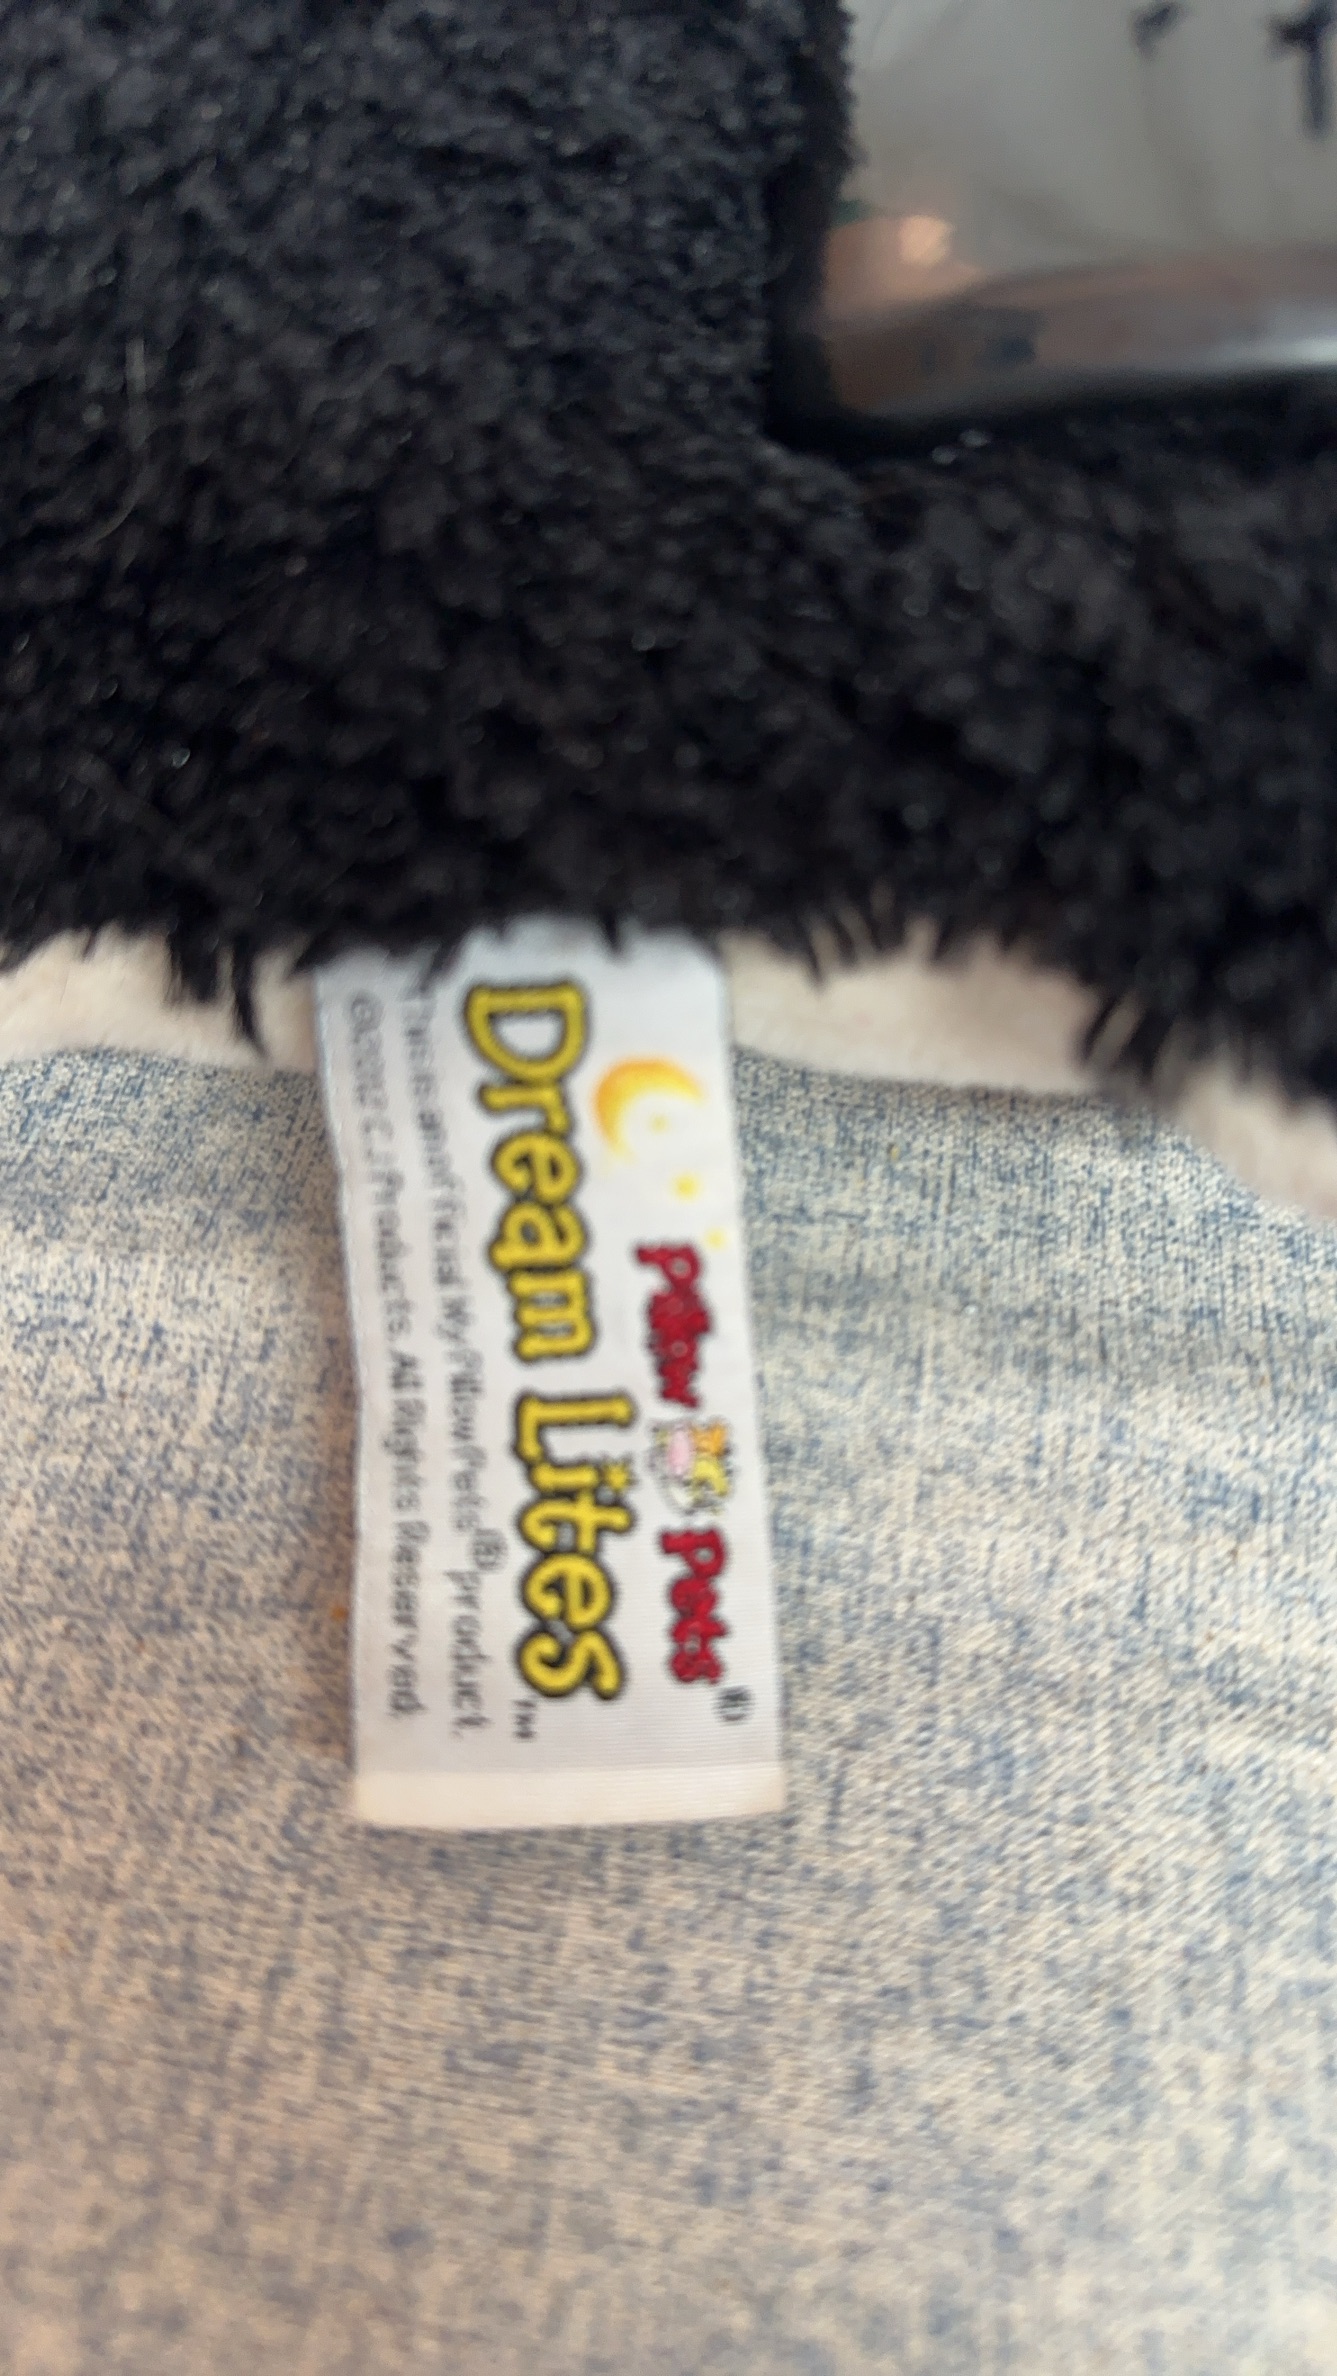 Pillow Pets®
Dream Lites™
This is an official My Pillow Pets® product.
©2012 CJ Products. All Rights Reserved.